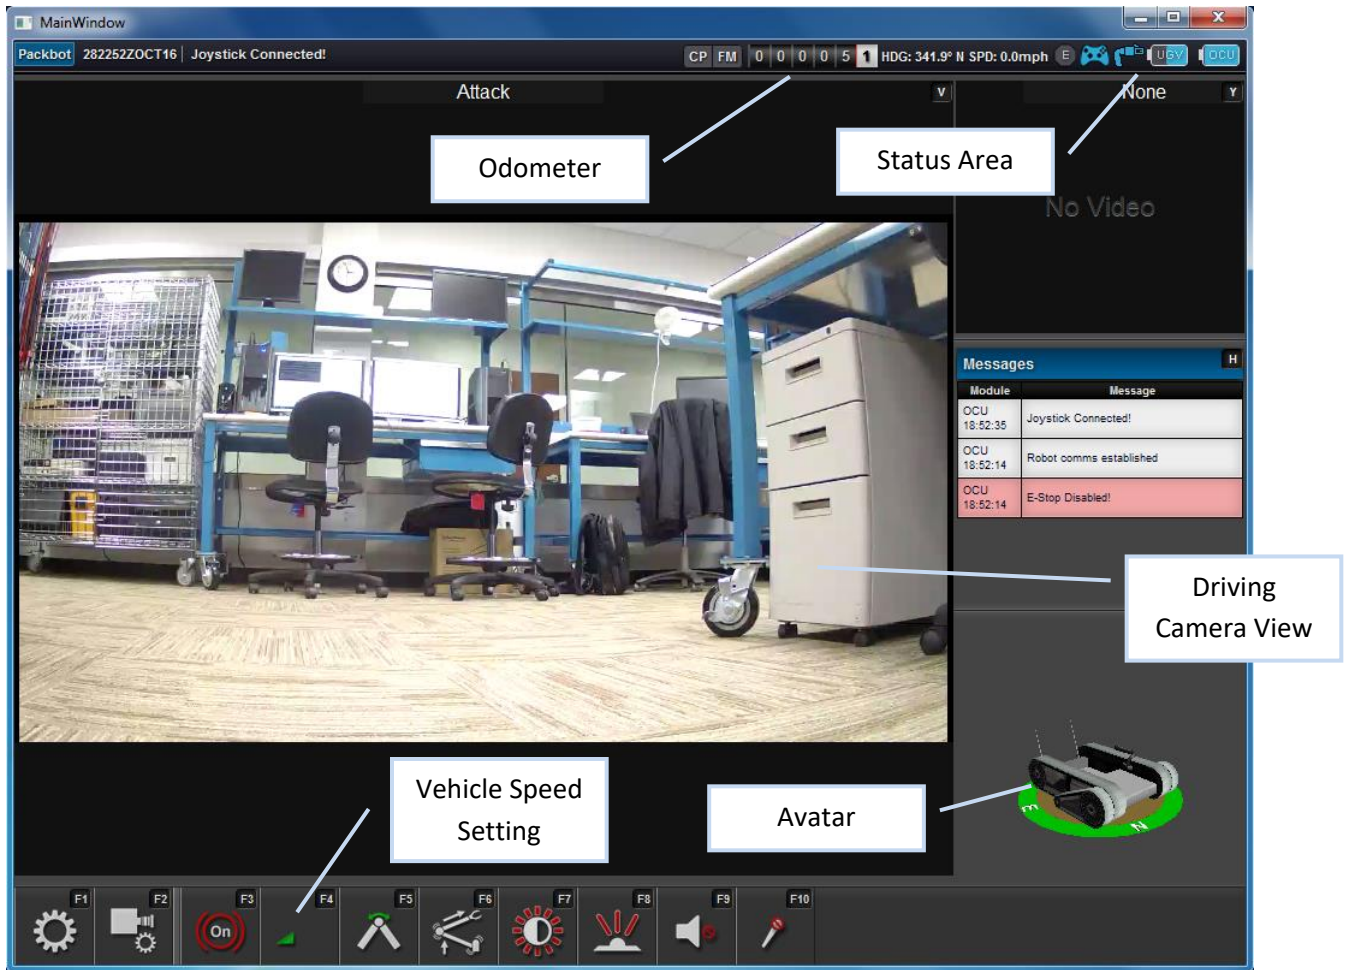 MainWindow
Packbot 282252ZOCT16 Joystick Connected! CP FM 0 0 0 0 5 1 HDG: 341.9° N SPD: 0.0mph E UGV OCU
Attack V None Y
Odometer
Status Area
No Video
Messages H
Module Message
OCU
18:52:35 Joystick Connected!
OCU
18:52:14 Robot comms established
OCU
18:52:14 E-Stop Disabled!
Driving
Camera View
Vehicle Speed
Setting
Avatar
E N
F1 F2 F3 F4 F5 F6 F7 F8 F9 F10
On